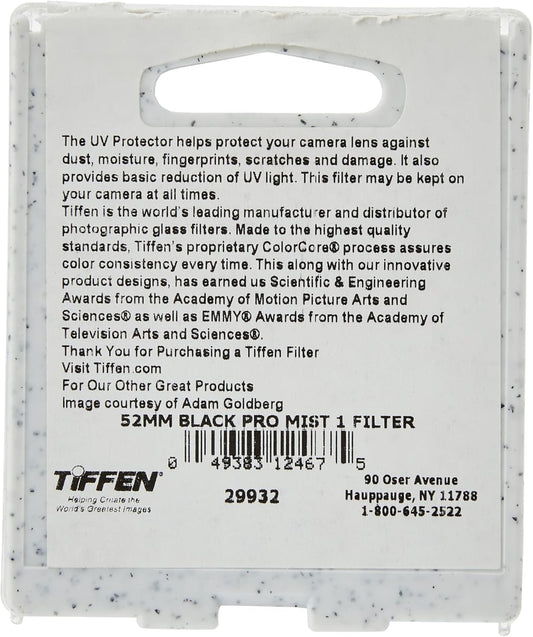 The UV Protector helps protect your camera lens against
dust, moisture, fingerprints, scratches and damage. It also
provides basic reduction of UV light. This filter may be kept on
your camera at all times.
Tiffen is the world's leading manufacturer and distributor of
photographic glass filters. Made to the highest quality
standards, Tiffen's proprietary ColorCore® process assures
color consistency every time. This along with our innovative
product designs, has earned us Scientific & Engineering
Awards from the Academy of Motion Picture Arts and
Sciences® as well as EMMY® Awards from the Academy of
Television Arts and Sciences®.
Thank You for Purchasing a Tiffen Filter
Visit Tiffen.com
For Our Other Great Products
Image courtesy of Adam Goldberg
52MM BLACK PRO MIST 1 FILTER
0 49383 12467 5
TIFFEN®
Helping Create the
World's Greatest Images
29932
90 Oser Avenue
Hauppauge, NY 11788
1-800-645-2522